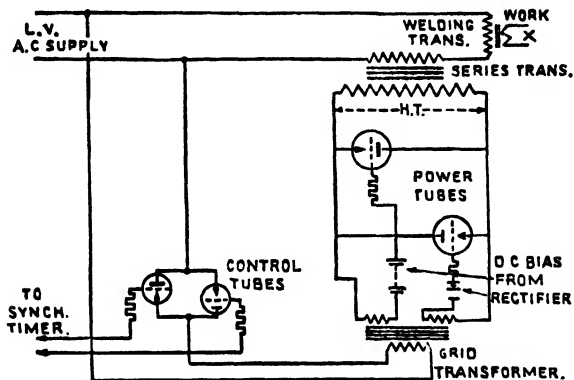 L.V.
A.C SUPPLY
WELDING
TRANS.
WORK
SERIES TRANS.
H.T.
POWER
TUBES
CONTROL
TUBES
D C BIAS
FROM
RECTIFIER
TO
SYNCH.
TIMER.
GRID
TRANSFORMER.